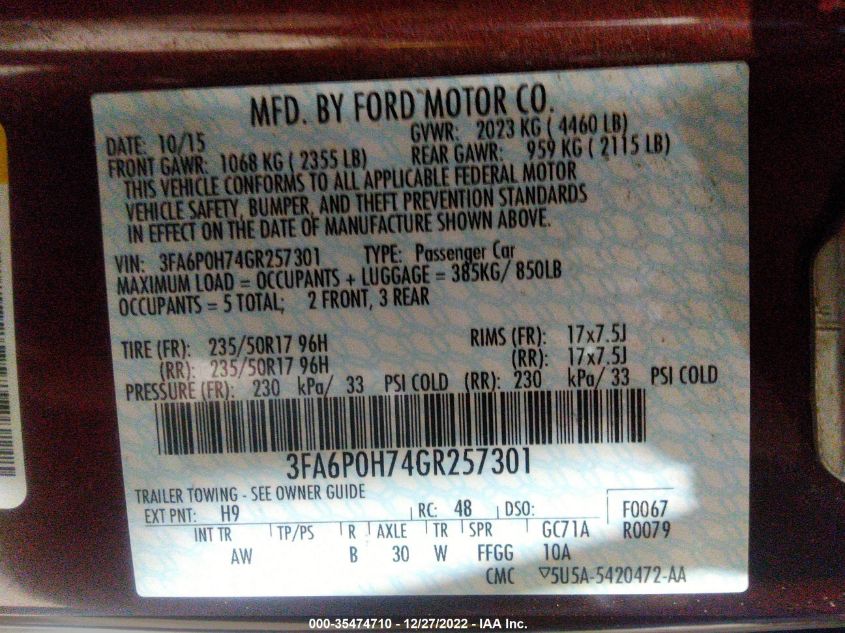 MFD. BY FORD MOTOR CO.
DATE: 10/15 GVWR: 2023 KG ( 4460 LB)
FRONT GAWR: 1068 KG ( 2355 LB) REAR GAWR: 959 KG ( 2115 LB)
THIS VEHICLE CONFORMS TO ALL APPLICABLE FEDERAL MOTOR
VEHICLE SAFETY, BUMPER, AND THEFT PREVENTION STANDARDS
IN EFFECT ON THE DATE OF MANUFACTURE SHOWN ABOVE.
VIN: 3FA6P0H74GR257301 TYPE: Passenger Car
MAXIMUM LOAD = OCCUPANTS + LUGGAGE = 385KG/ 850LB
OCCUPANTS = 5 TOTAL; 2 FRONT, 3 REAR
TIRE (FR): 235/50R17 96H RIMS (FR): 17x7.5J
(RR): 235/50R17 96H (RR): 17x7.5J
PRESSURE (FR): 230 kPa/ 33 PSI COLD (RR): 230 kPa/ 33 PSI COLD
3FA6P0H74GR257301
TRAILER TOWING - SEE OWNER GUIDE
EXT PNT: H9 RC: 48 DSO: F0067
INT TR TP/PS R AXLE TR SPR GC71A R0079
AW B 30 W FFGG 10A
CMC ▽5U5A-5420472-AA
000-35474710 - 12/27/2022 - IAA Inc.